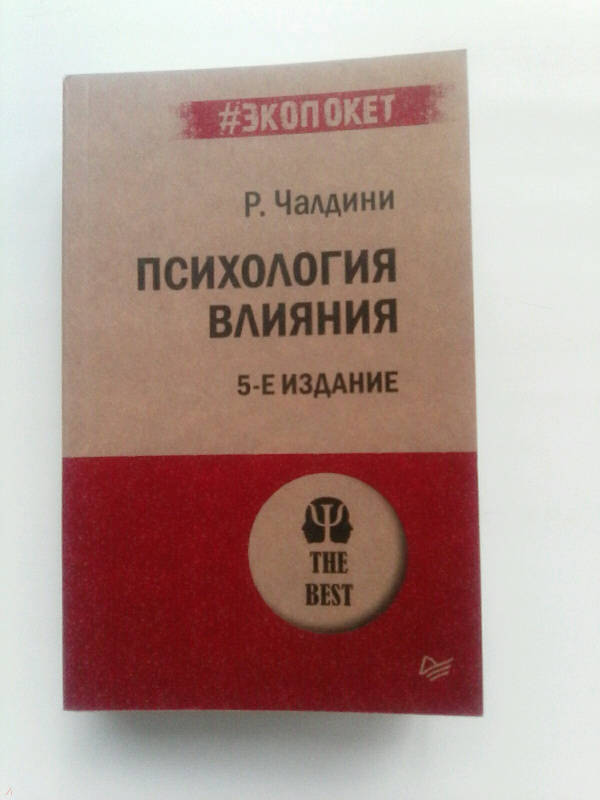 #ЭКОПОКЕТ
Р. Чалдини
ПСИХОЛОГИЯ
ВЛИЯНИЯ
5-Е ИЗДАНИЕ
Ψ
THE
BEST